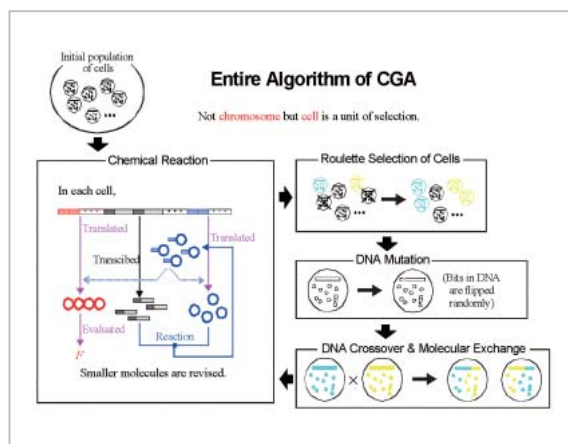 Initial population
of cells
...
Entire Algorithm of CGA
Not chromosome but cell is a unit of selection.
Chemical Reaction
In each cell,
Translated
Translated
Transcibed
Evaluated
Reaction
F
Smaller molecules are revised.
Roulette Selection of Cells
...
...
DNA Mutation
(Bits in DNA
are flipped
randomly)
DNA Crossover & Molecular Exchange
×